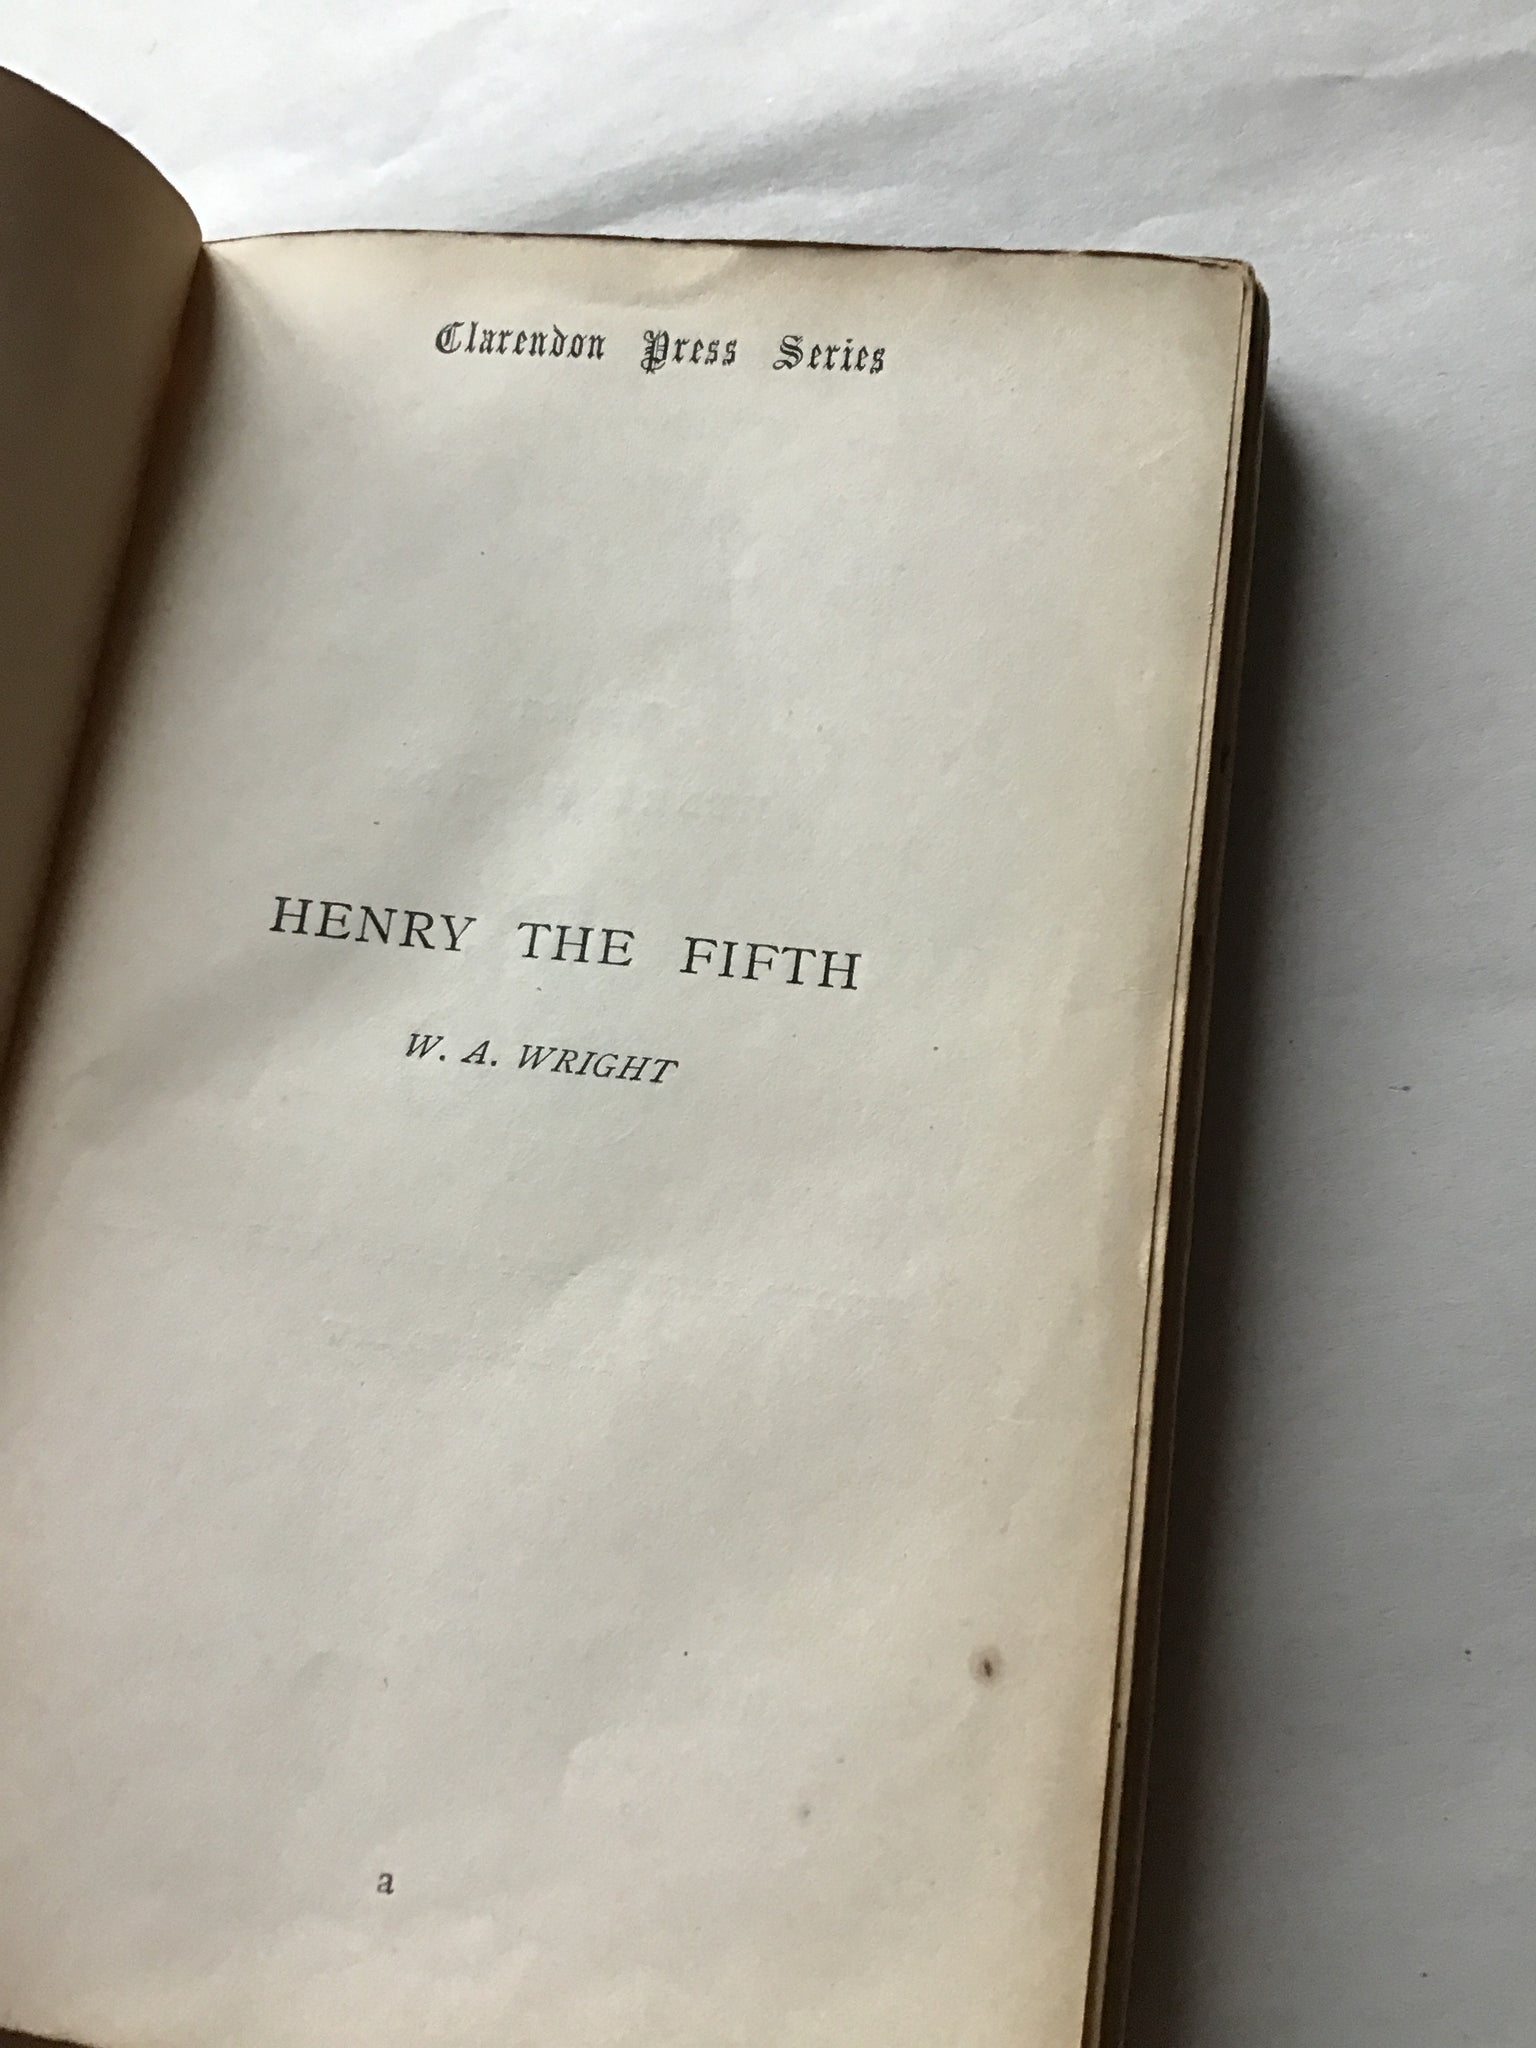 Clarendon Press Series
HENRY THE FIFTH
W. A. WRIGHT
a